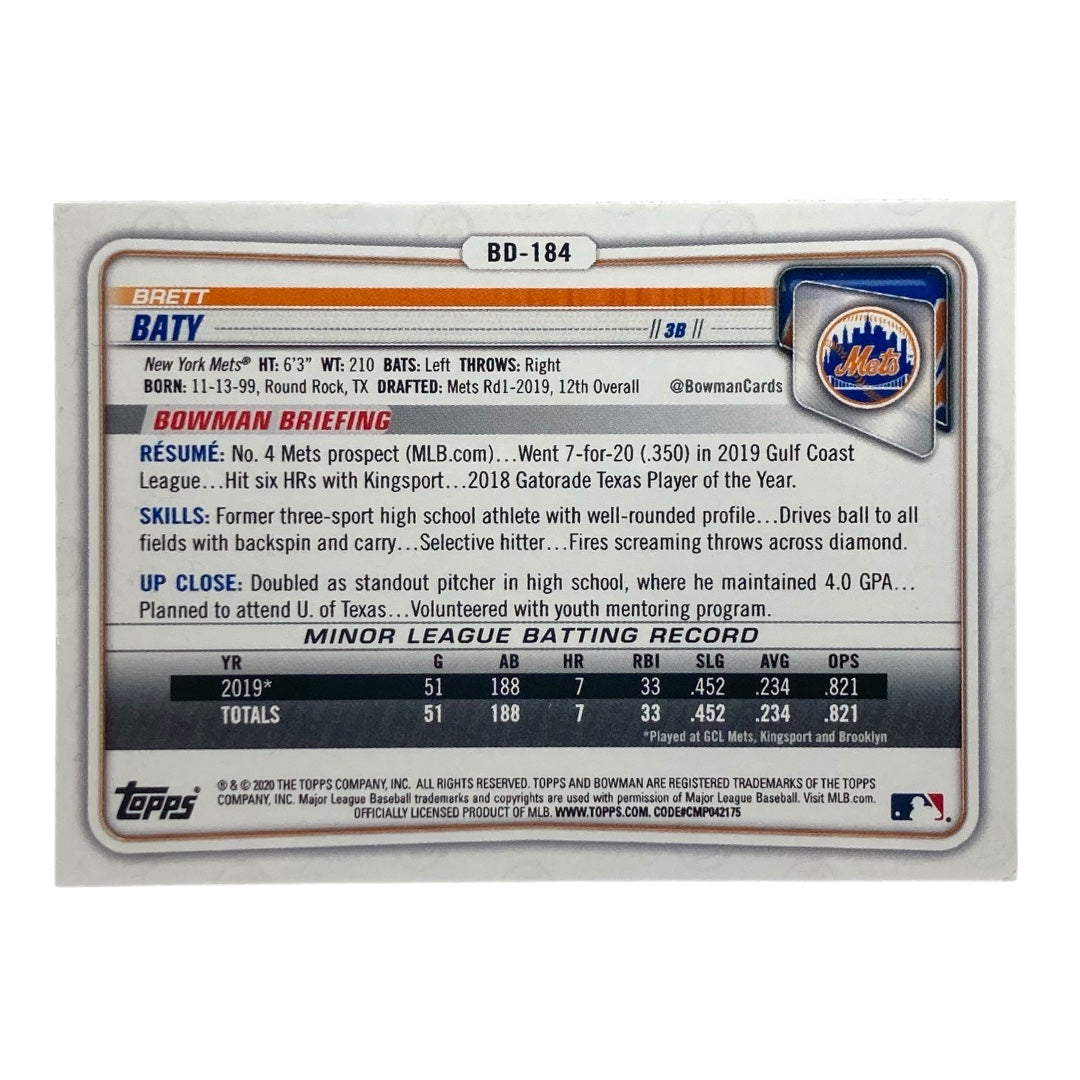 BD-184
BRETT
BATY // 3B //
New York Mets® HT: 6'3" WT: 210 BATS: Left THROWS: Right
BORN: 11-13-99, Round Rock, TX DRAFTED: Mets Rd1-2019, 12th Overall @BowmanCards
Mets
BOWMAN BRIEFING
RÉSUMÉ: No. 4 Mets prospect (MLB.com)...Went 7-for-20 (.350) in 2019 Gulf Coast
League...Hit six HRs with Kingsport...2018 Gatorade Texas Player of the Year.
SKILLS: Former three-sport high school athlete with well-rounded profile...Drives ball to all
fields with backspin and carry...Selective hitter...Fires screaming throws across diamond.
UP CLOSE: Doubled as standout pitcher in high school, where he maintained 4.0 GPA...
Planned to attend U. of Texas...Volunteered with youth mentoring program.
MINOR LEAGUE BATTING RECORD
YR G AB HR RBI SLG AVG OPS
2019* 51 188 7 33 .452 .234 .821
TOTALS 51 188 7 33 .452 .234 .821
*Played at GCL Mets, Kingsport and Brooklyn
Topps
® & © 2020 THE TOPPS COMPANY, INC. ALL RIGHTS RESERVED. TOPPS AND BOWMAN ARE REGISTERED TRADEMARKS OF THE TOPPS
COMPANY, INC. Major League Baseball trademarks and copyrights are used with permission of Major League Baseball. Visit MLB.com.
OFFICIALLY LICENSED PRODUCT OF MLB. WWW.TOPPS.COM. CODE#CMP042175